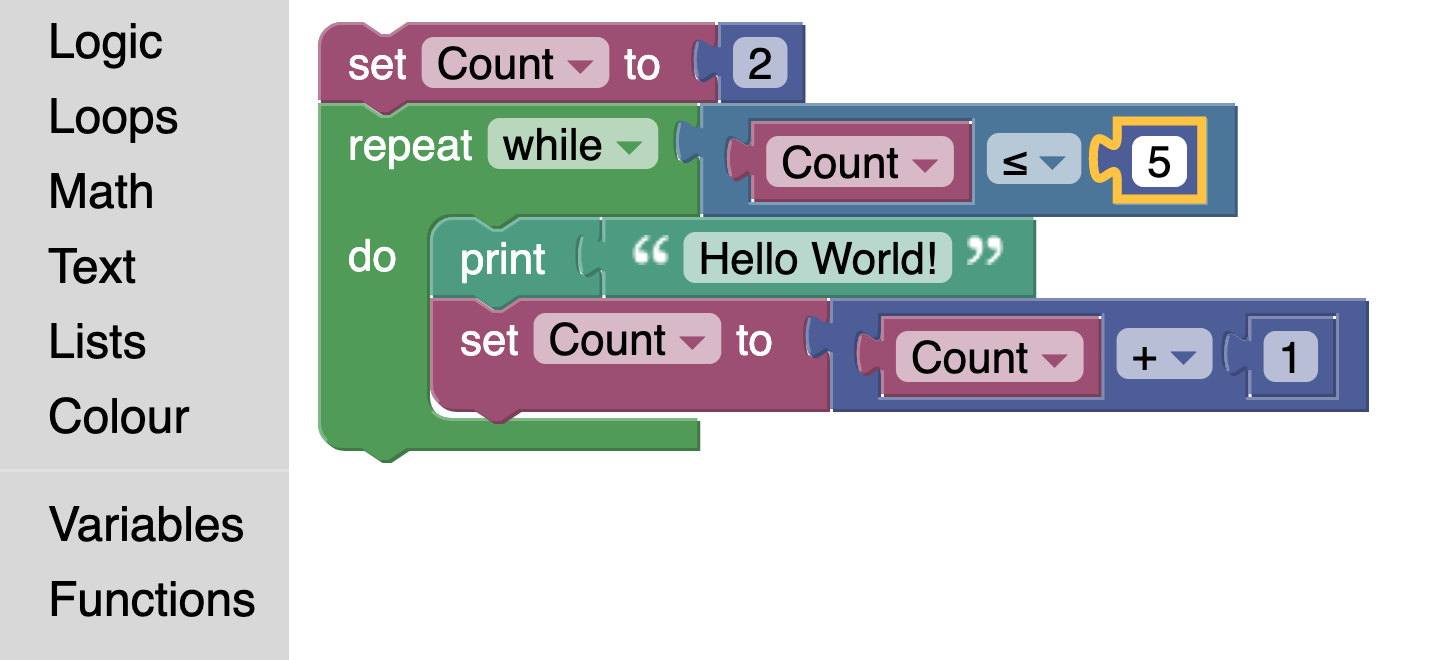 Logic
Loops
Math
Text
Lists
Colour
Variables
Functions
set Count to 2
repeat while Count ≤ 5
do print “ Hello World! ”
set Count to Count + 1